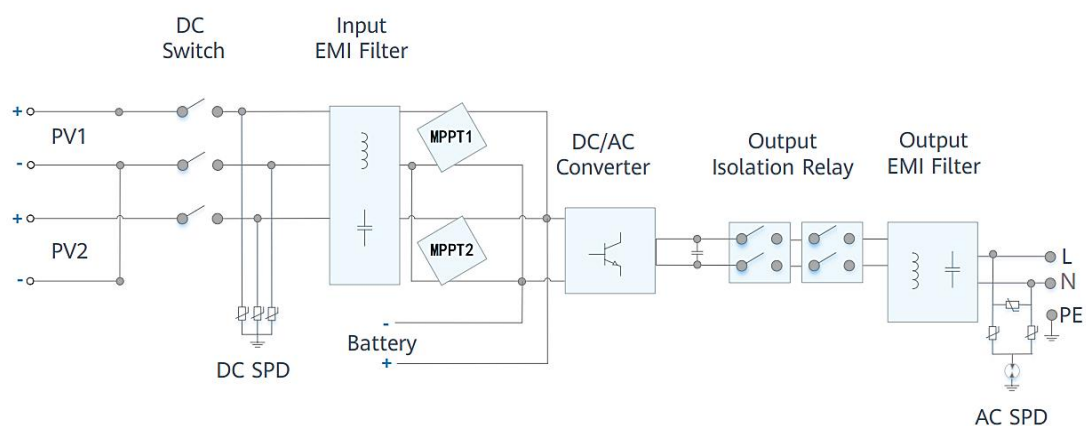 DC
Switch
Input
EMI Filter
DC/AC
Converter
Output
Isolation Relay
Output
EMI Filter
+
PV1
-
+
PV2
-
MPPT1
MPPT2
-
Battery
+
DC SPD
L
N
PE
AC SPD